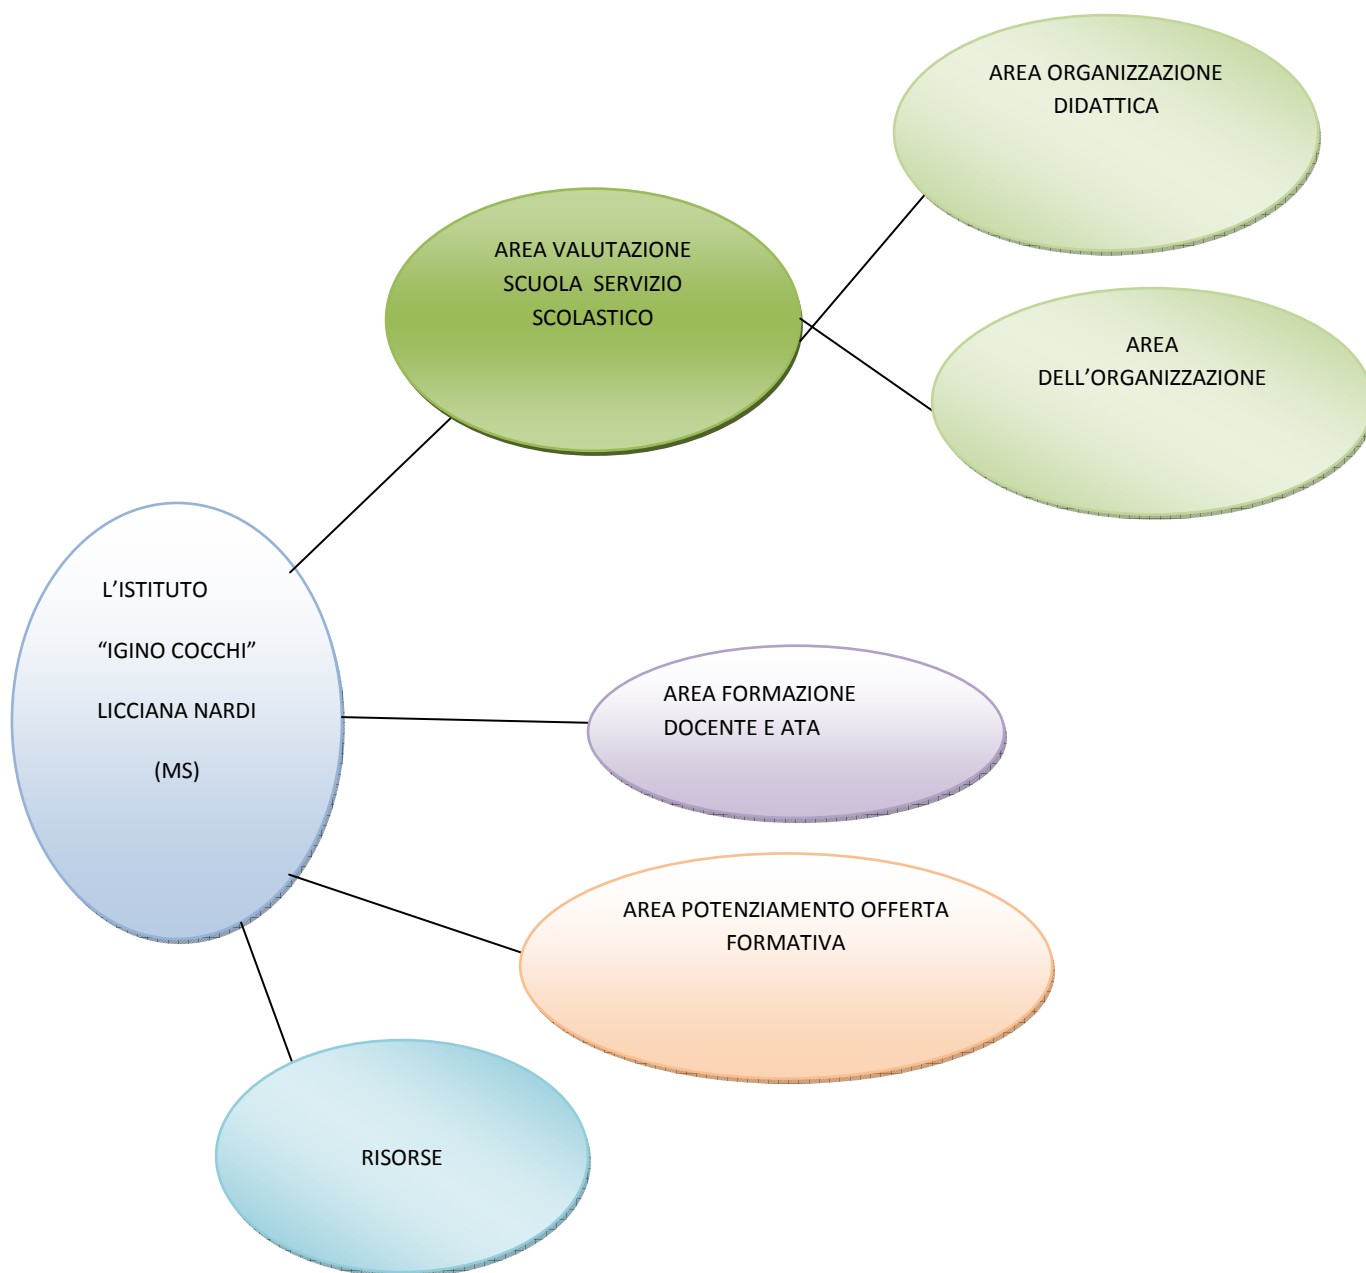 AREA ORGANIZZAZIONE
DIDATTICA
AREA VALUTAZIONE
SCUOLA  SERVIZIO
SCOLASTICO
AREA
DELL’ORGANIZZAZIONE
L’ISTITUTO
“IGINO COCCHI”
LICCIANA NARDI
(MS)
AREA FORMAZIONE
DOCENTE E ATA
AREA POTENZIAMENTO OFFERTA
FORMATIVA
RISORSE